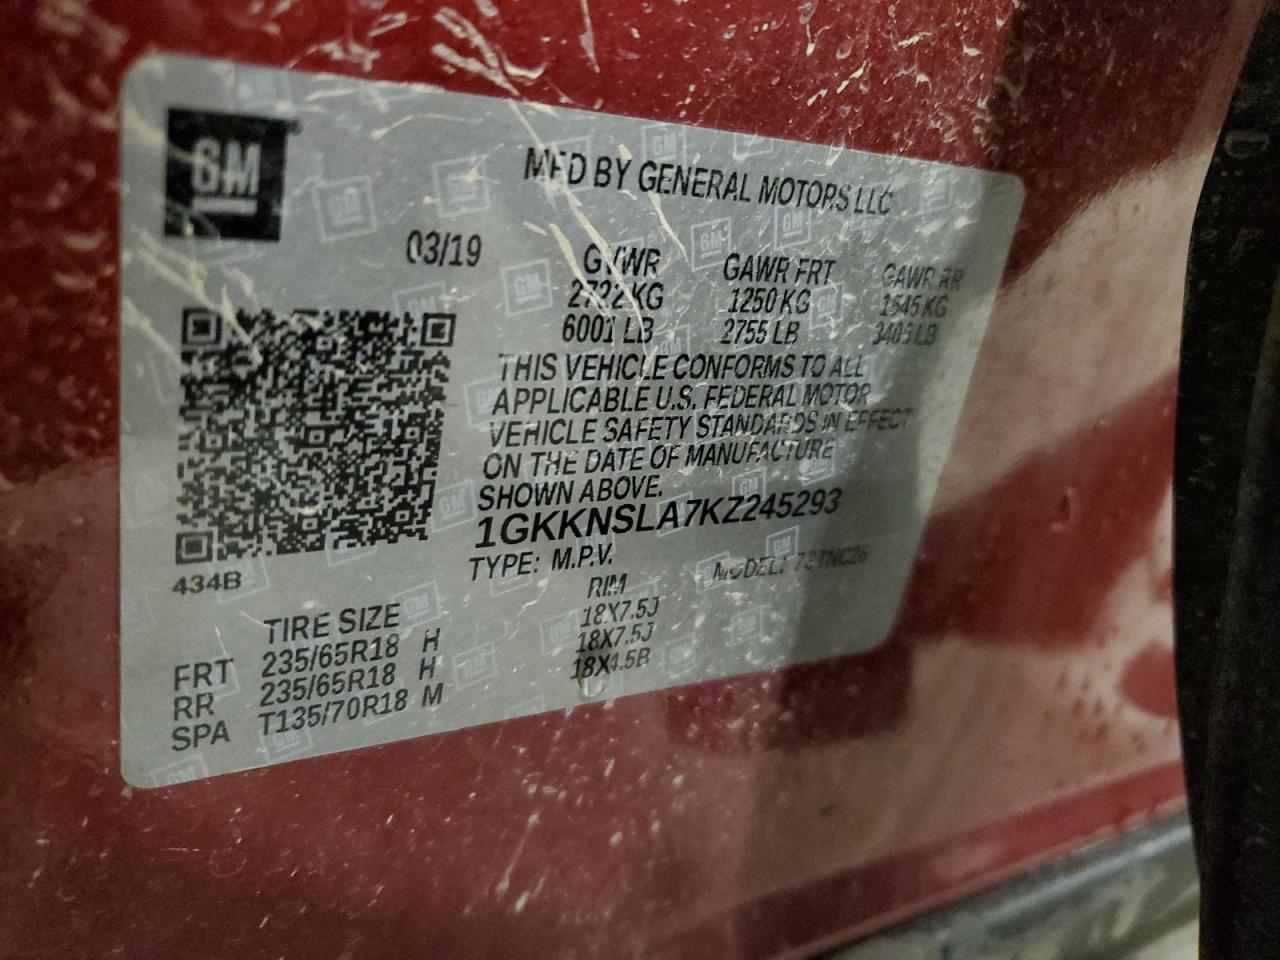 GM
MFD BY GENERAL MOTORS LLC
03/19
GVWR GAWR FRT GAWR RR
2722 KG 1250 KG 1545 KG
6001 LB 2755 LB LB
THIS VEHICLE CONFORMS TO ALL
APPLICABLE U.S. FEDERAL MOTOR
VEHICLE SAFETY STANDARDS IN EFFECT
ON THE DATE OF MANUFACTURE
SHOWN ABOVE.
1GKKNSLA7KZ245293
TYPE: M.P.V. MODEL:
434B
TIRE SIZE RIM
FRT 235/65R18 H 18X7.5J
RR 235/65R18 H 18X7.5J
SPA T135/70R18 M 18X4.5B